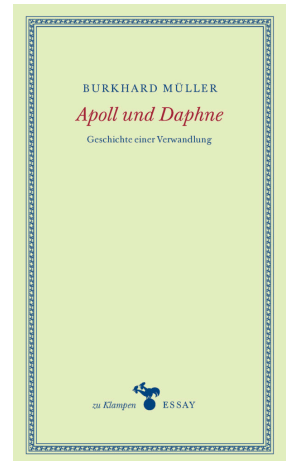 BURKHARD MÜLLER
Apoll und Daphne
Geschichte einer Verwandlung
zu Klampen ESSAY